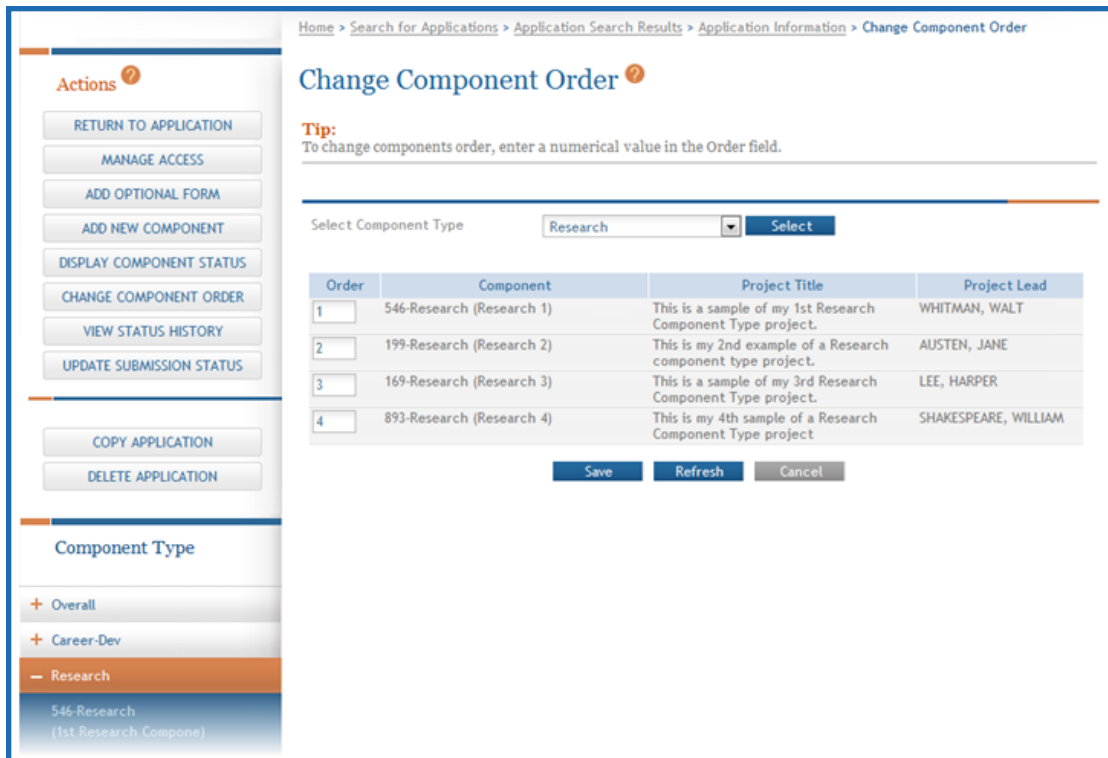 Home > Search for Applications > Application Search Results > Application Information > Change Component Order
Actions ?
RETURN TO APPLICATION
MANAGE ACCESS
ADD OPTIONAL FORM
ADD NEW COMPONENT
DISPLAY COMPONENT STATUS
CHANGE COMPONENT ORDER
VIEW STATUS HISTORY
UPDATE SUBMISSION STATUS
COPY APPLICATION
DELETE APPLICATION
Component Type
+ Overall
+ Career-Dev
– Research
546-Research
(1st Research Compone)
Change Component Order ?
Tip:
To change components order, enter a numerical value in the Order field.
Select Component Type Research Select
Order Component Project Title Project Lead
1 546-Research (Research 1) This is a sample of my 1st Research WHITMAN, WALT
Component Type project.
2 199-Research (Research 2) This is my 2nd example of a Research AUSTEN, JANE
component type project.
3 169-Research (Research 3) This is a sample of my 3rd Research LEE, HARPER
Component Type project.
4 893-Research (Research 4) This is my 4th sample of a Research SHAKESPEARE, WILLIAM
Component Type project
Save Refresh Cancel